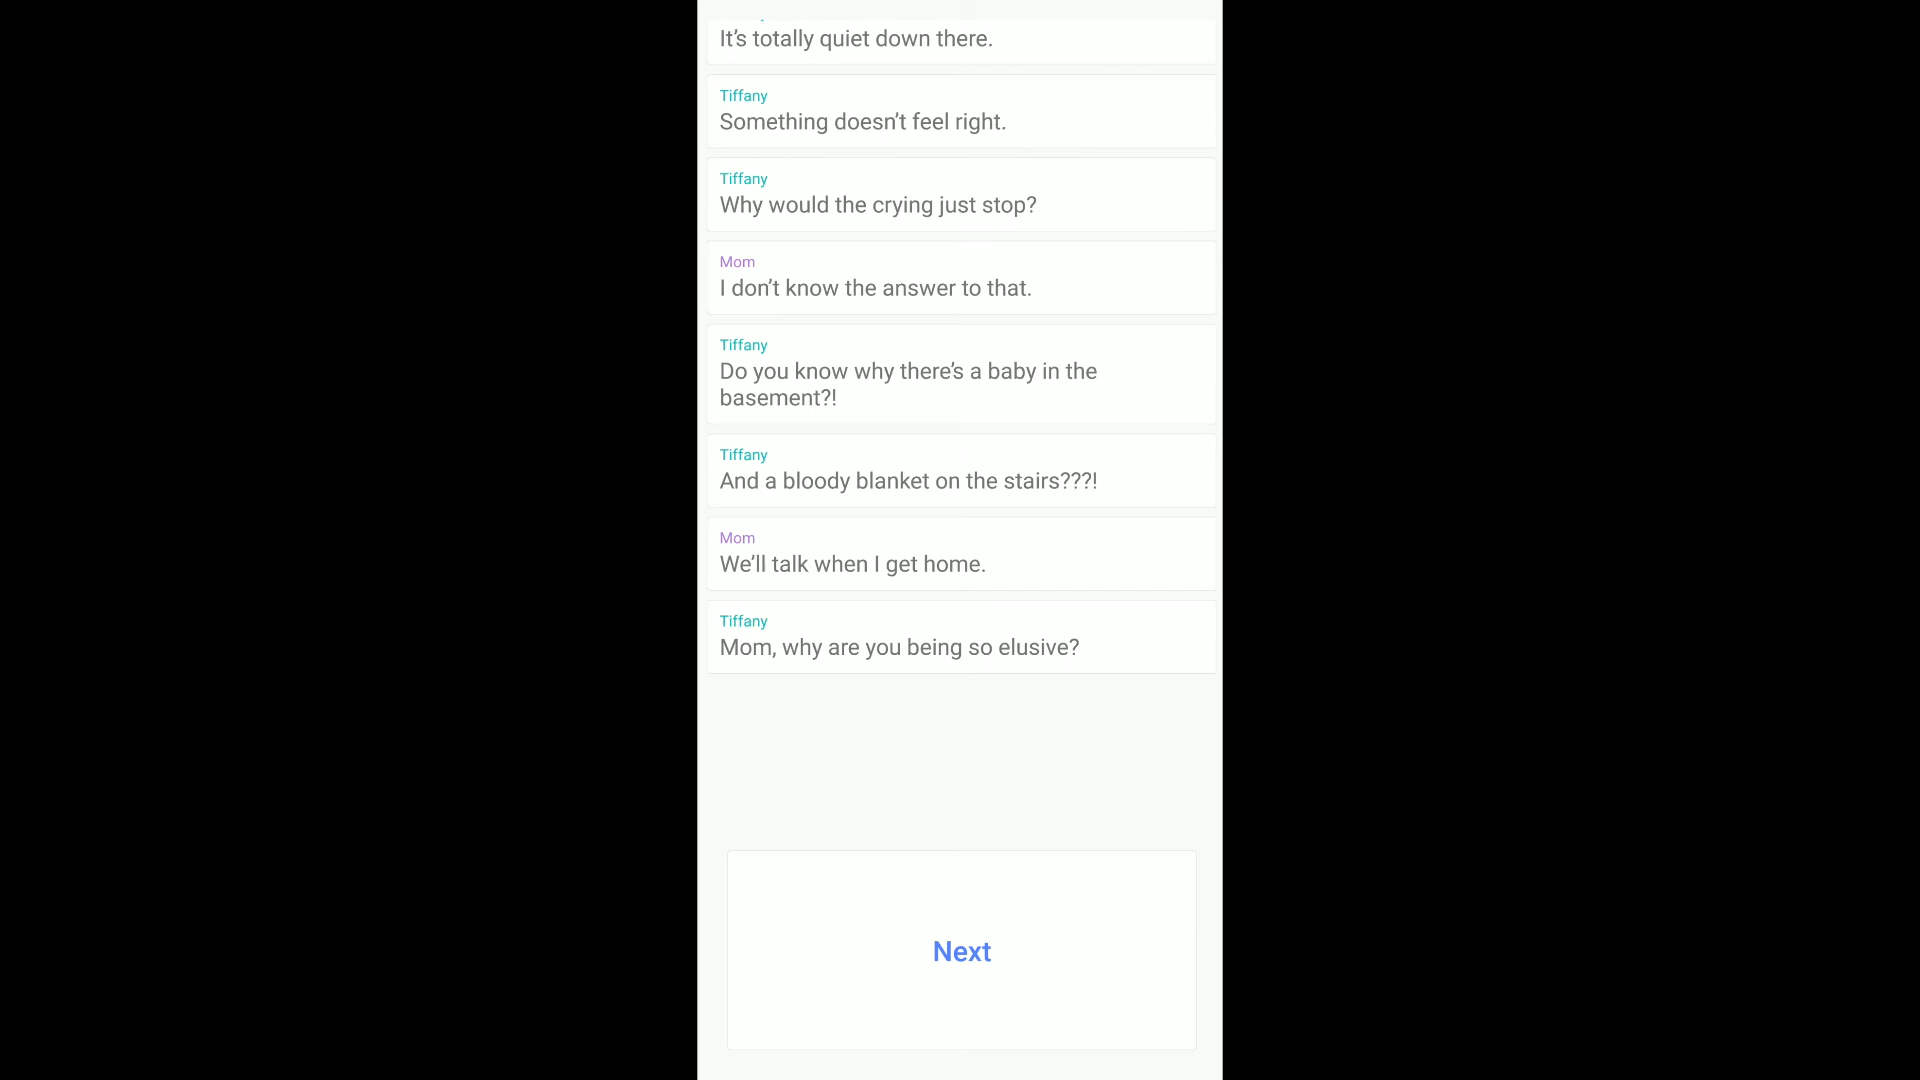 It’s totally quiet down there.
Tiffany
Something doesn’t feel right.
Tiffany
Why would the crying just stop?
Mom
I don’t know the answer to that.
Tiffany
Do you know why there’s a baby in the
basement?!
Tiffany
And a bloody blanket on the stairs???!
Mom
We’ll talk when I get home.
Tiffany
Mom, why are you being so elusive?
Next